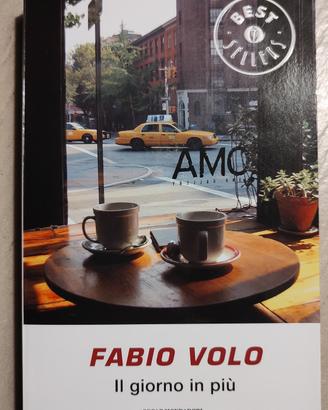 BEST
SELLERS
AMO
FABIO VOLO
Il giorno in più